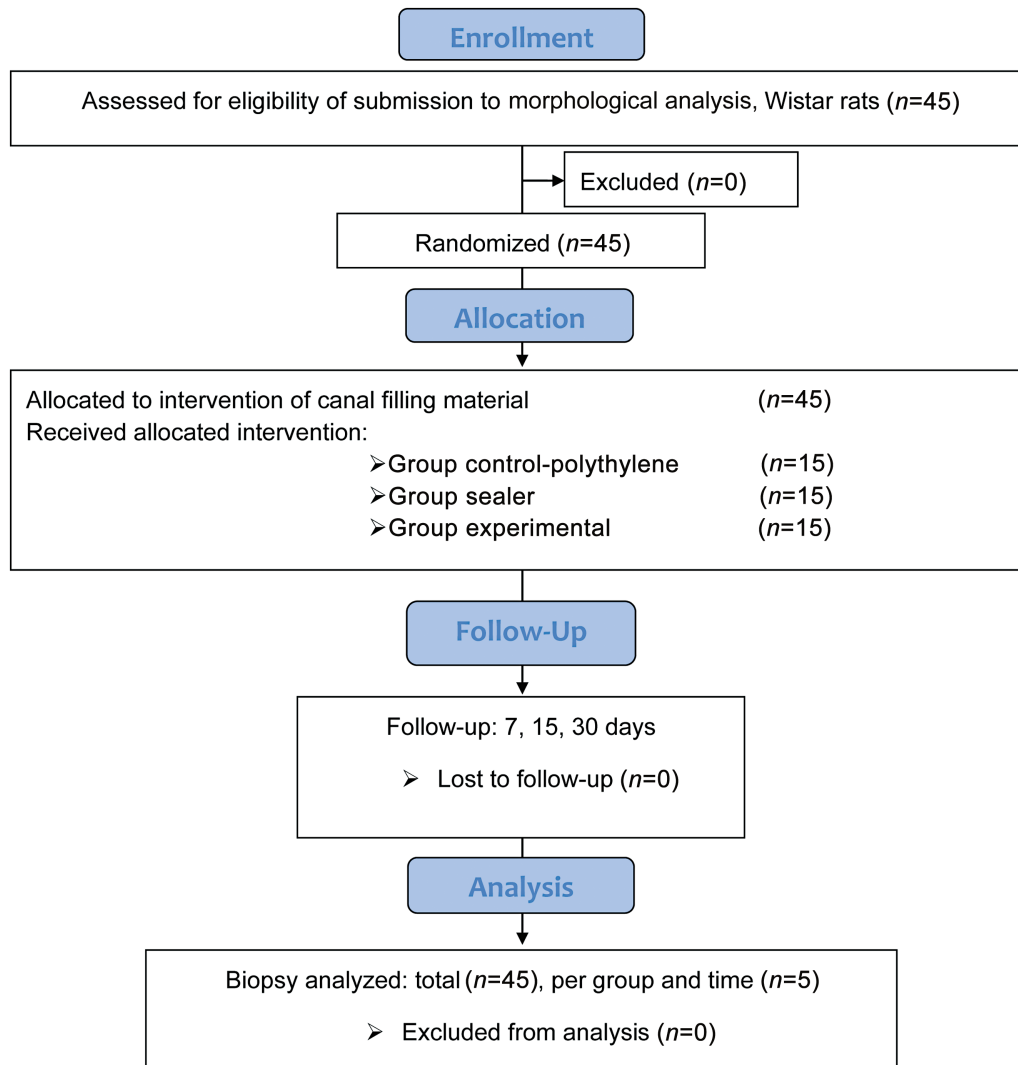 Enrollment
Assessed for eligibility of submission to morphological analysis, Wistar rats (n=45)
Excluded (n=0)
Randomized (n=45)
Allocation
Allocated to intervention of canal filling material (n=45)
Received allocated intervention:
➢Group control-polythylene (n=15)
➢Group sealer (n=15)
➢Group experimental (n=15)
Follow-Up
Follow-up: 7, 15, 30 days
➢ Lost to follow-up (n=0)
Analysis
Biopsy analyzed: total (n=45), per group and time (n=5)
➢ Excluded from analysis (n=0)